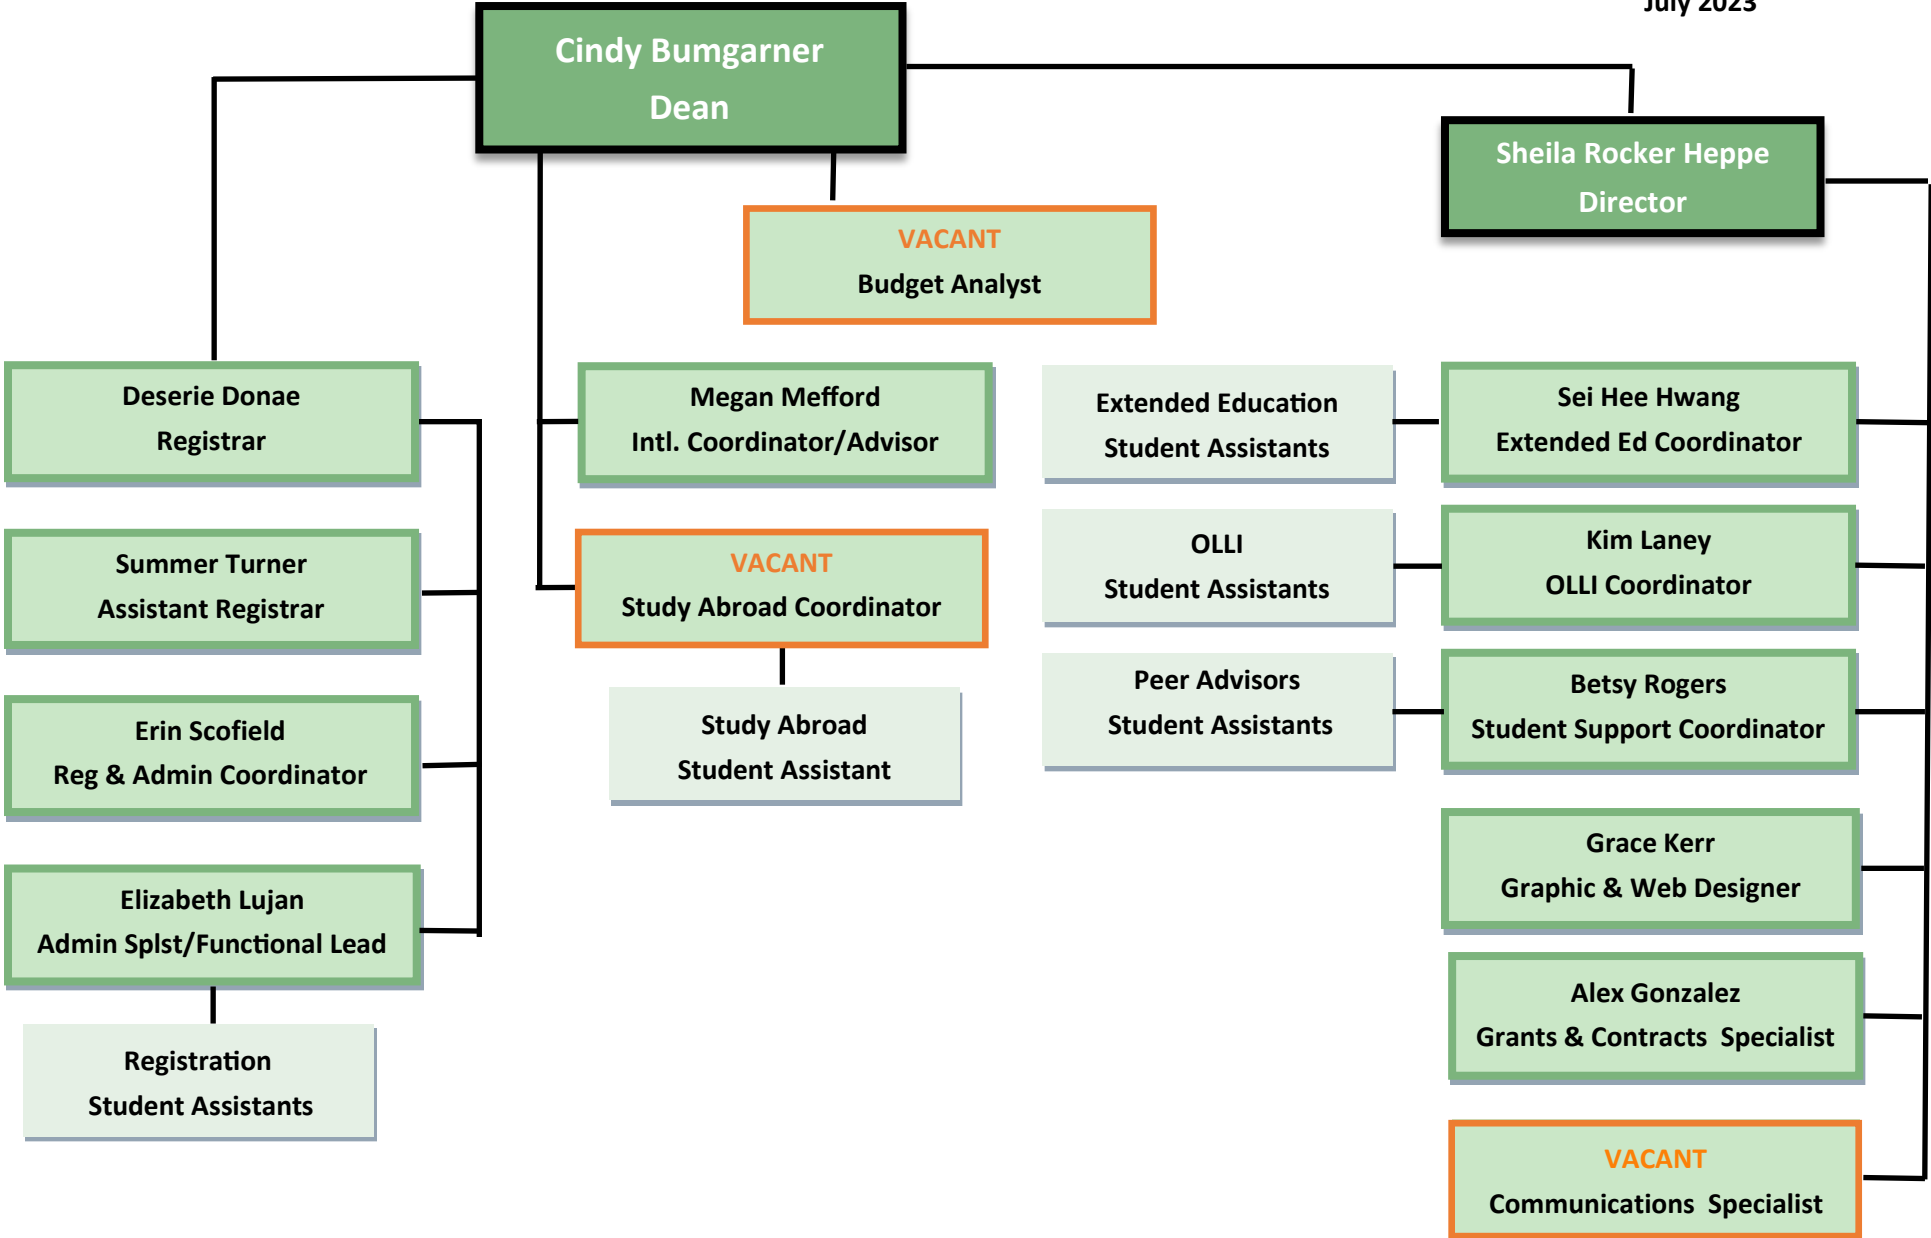 July 2023
Cindy Bumgarner
Dean
Sheila Rocker Heppe
Director
VACANT
Budget Analyst
Deserie Donae
Registrar
Megan Mefford
Intl. Coordinator/Advisor
Extended Education
Student Assistants
Sei Hee Hwang
Extended Ed Coordinator
Summer Turner
Assistant Registrar
VACANT
Study Abroad Coordinator
OLLI
Student Assistants
Kim Laney
OLLI Coordinator
Erin Scofield
Reg & Admin Coordinator
Study Abroad
Student Assistant
Peer Advisors
Student Assistants
Betsy Rogers
Student Support Coordinator
Elizabeth Lujan
Admin Splst/Functional Lead
Grace Kerr
Graphic & Web Designer
Registration
Student Assistants
Alex Gonzalez
Grants & Contracts  Specialist
VACANT
Communications  Specialist